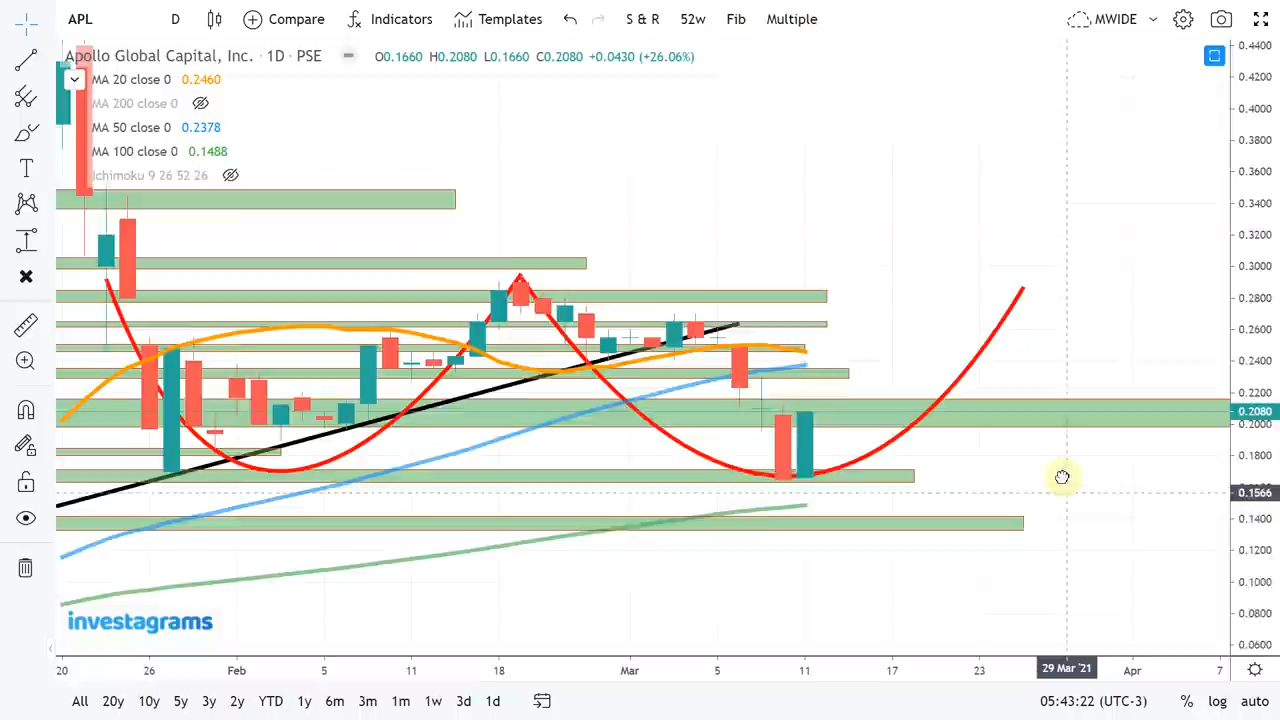 APL D Compare Indicators Templates S & R 52w Fib Multiple MWIDE
Apollo Global Capital, Inc. · 1D · PSE O0.1660 H0.2080 L0.1660 C0.2080 +0.0430 (+26.06%)
MA 20 close 0 0.2460
MA 200 close 0
MA 50 close 0 0.2378
MA 100 close 0 0.1488
Ichimoku 9 26 52 26
0.4400
0.4200
0.4000
0.3800
0.3600
0.3400
0.3200
0.3000
0.2800
0.2600
0.2400
0.2200
0.2080
0.2000
0.1800
0.1566
0.1400
0.1200
0.1000
0.0800
0.0600
investagrams
20 26 Feb 5 11 18 Mar 5 11 17 23 29 Mar '21 Apr 7
All 20y 10y 5y YTD 1y 3y 2y 6m 3m 1m 1w 3d 1d 05:43:22 (UTC-3) % log auto